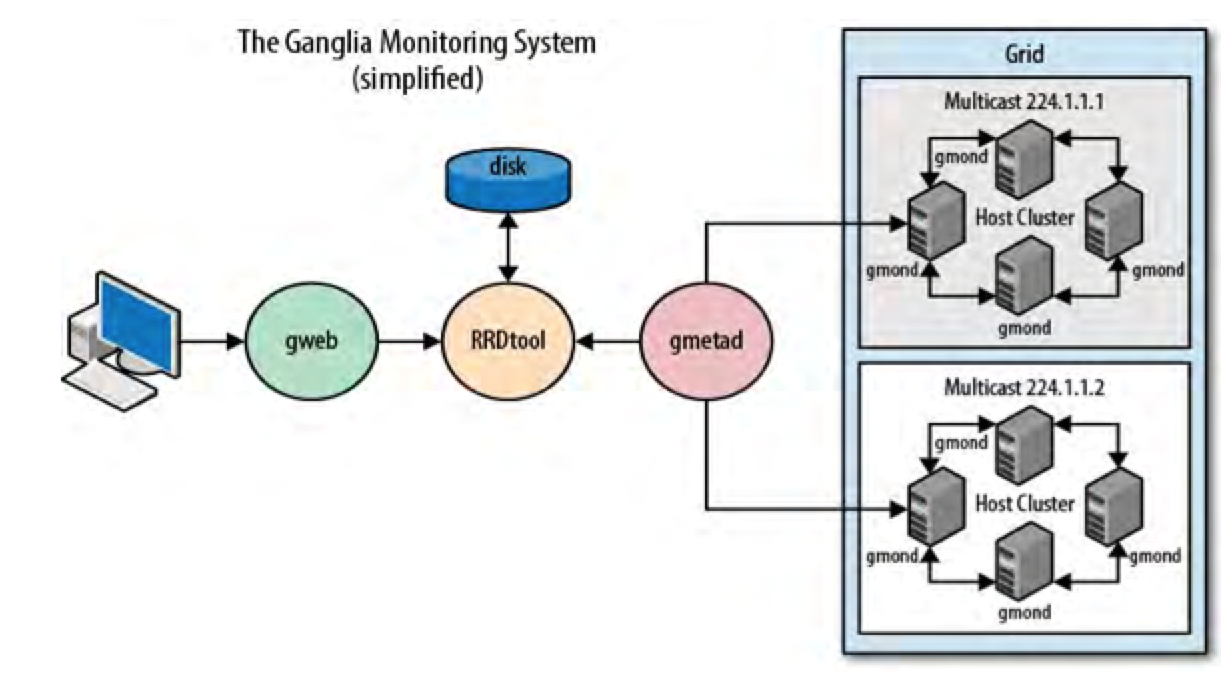 The Ganglia Monitoring System
(simplified)
disk
gweb
RRDtool
gmetad
Grid
Multicast 224.1.1.1
gmond
Host Cluster
gmond
gmond
gmond
Multicast 224.1.1.2
gmond
Host Cluster
gmond
gmond
gmond